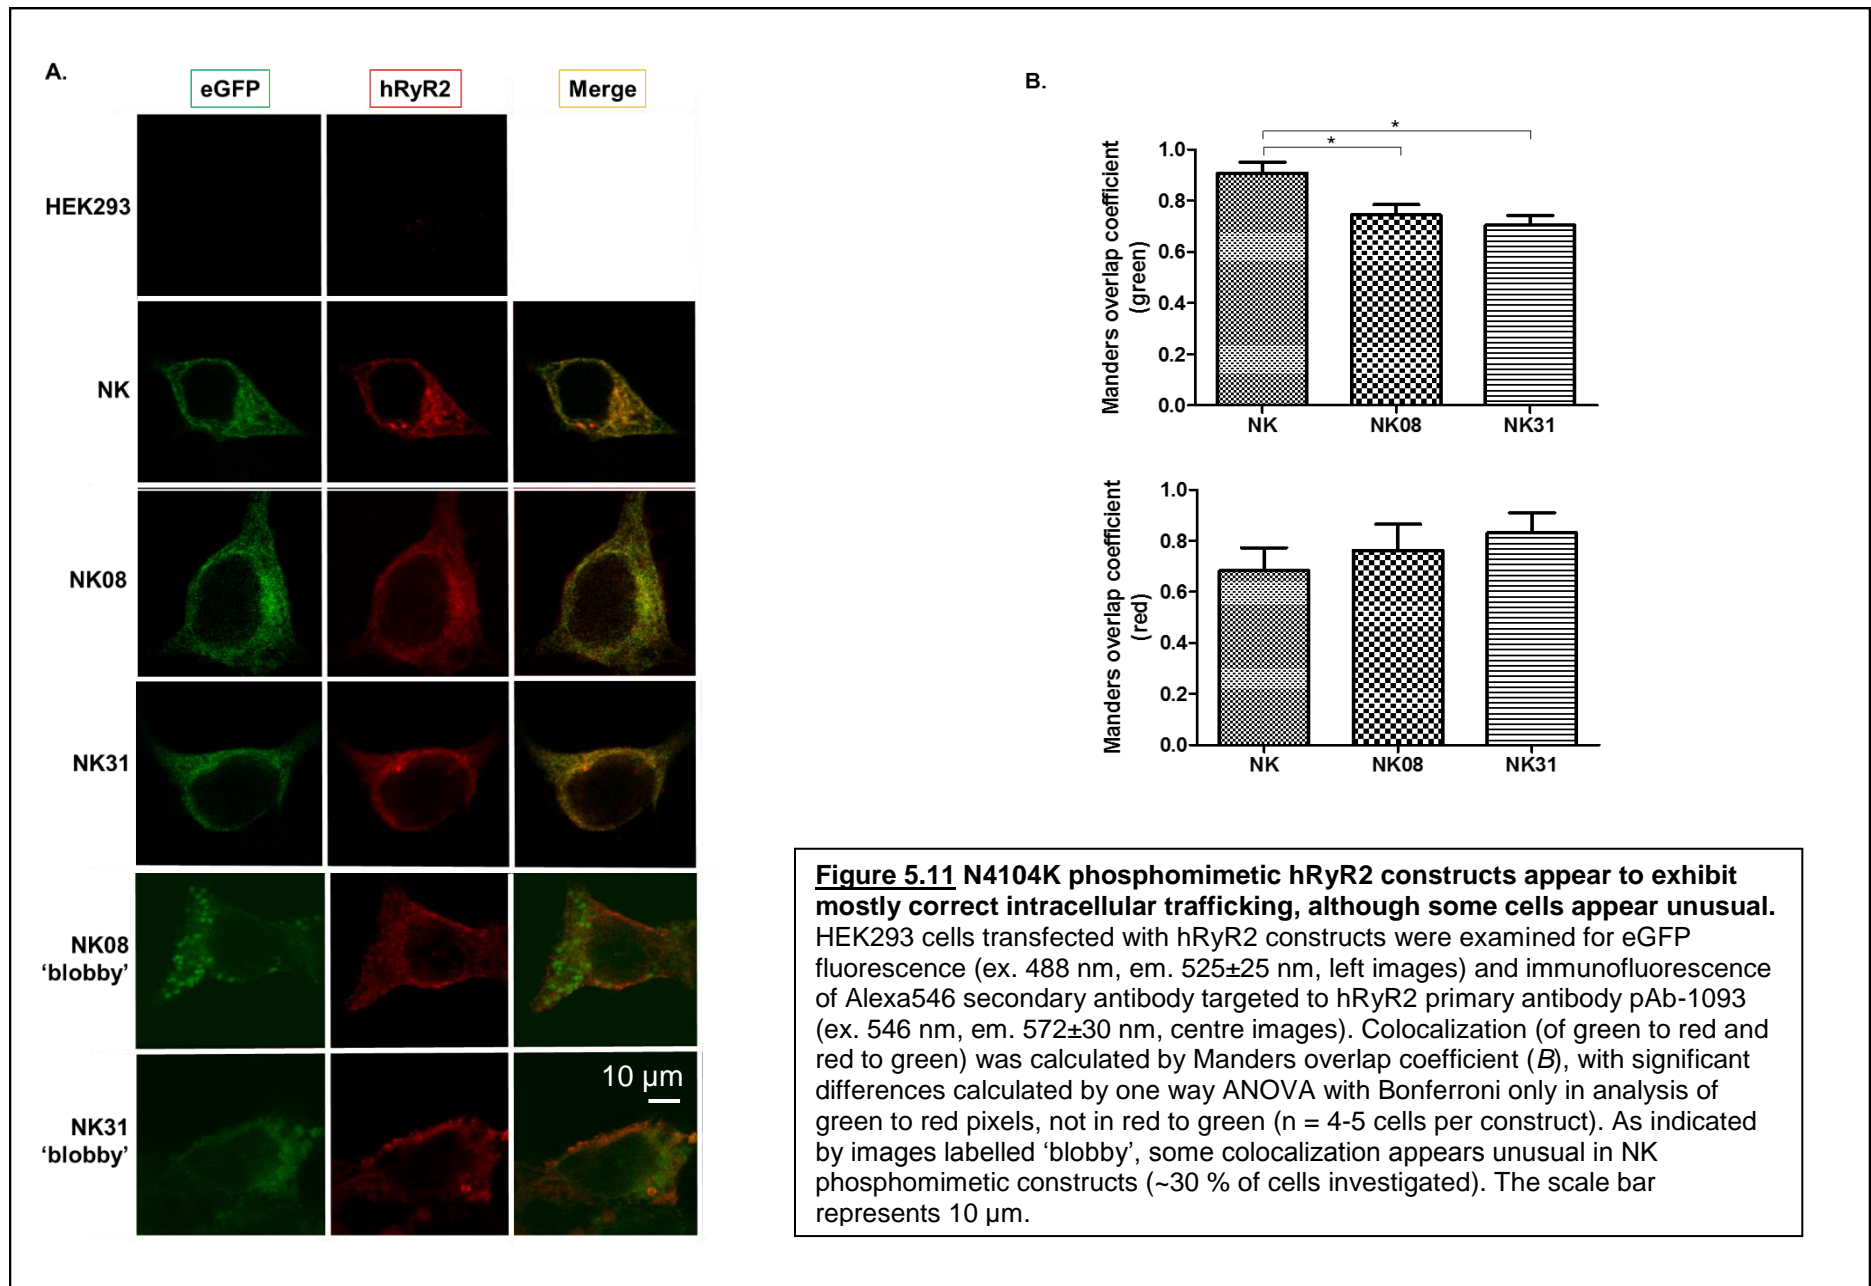 A.
eGFP
hRyR2
Merge
HEK293
NK
NK08
NK31
NK08
'blobby'
NK31
'blobby'
10 µm
B.
*
*
Manders overlap coefficient
(green)
1.0
0.8
0.6
0.4
0.2
0.0
NK
NK08
NK31
Manders overlap coefficient
(red)
1.0
0.8
0.6
0.4
0.2
0.0
NK
NK08
NK31
Figure 5.11 N4104K phosphomimetic hRyR2 constructs appear to exhibit
mostly correct intracellular trafficking, although some cells appear unusual.
HEK293 cells transfected with hRyR2 constructs were examined for eGFP
fluorescence (ex. 488 nm, em. 525±25 nm, left images) and immunofluorescence
of Alexa546 secondary antibody targeted to hRyR2 primary antibody pAb-1093
(ex. 546 nm, em. 572±30 nm, centre images). Colocalization (of green to red and
red to green) was calculated by Manders overlap coefficient (B), with significant
differences calculated by one way ANOVA with Bonferroni only in analysis of
green to red pixels, not in red to green (n = 4-5 cells per construct). As indicated
by images labelled 'blobby', some colocalization appears unusual in NK
phosphomimetic constructs (~30 % of cells investigated). The scale bar
represents 10 µm.